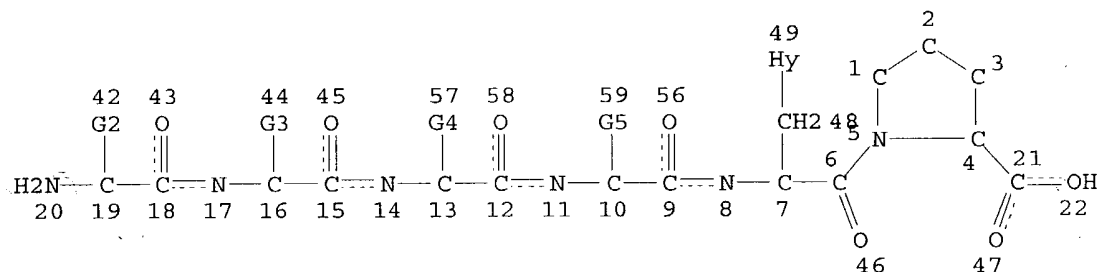 2
49
Hy
1 C C C 3
42 43 44 45 57 58 59 56
G2 O G3 O G4 O G5 O CH2 48
5
N C
6 4 21
H2N C C N C C N C C N C C N C C C OH
20 19 18 17 16 15 14 13 12 11 10 9 8 7 22
O O
46 47